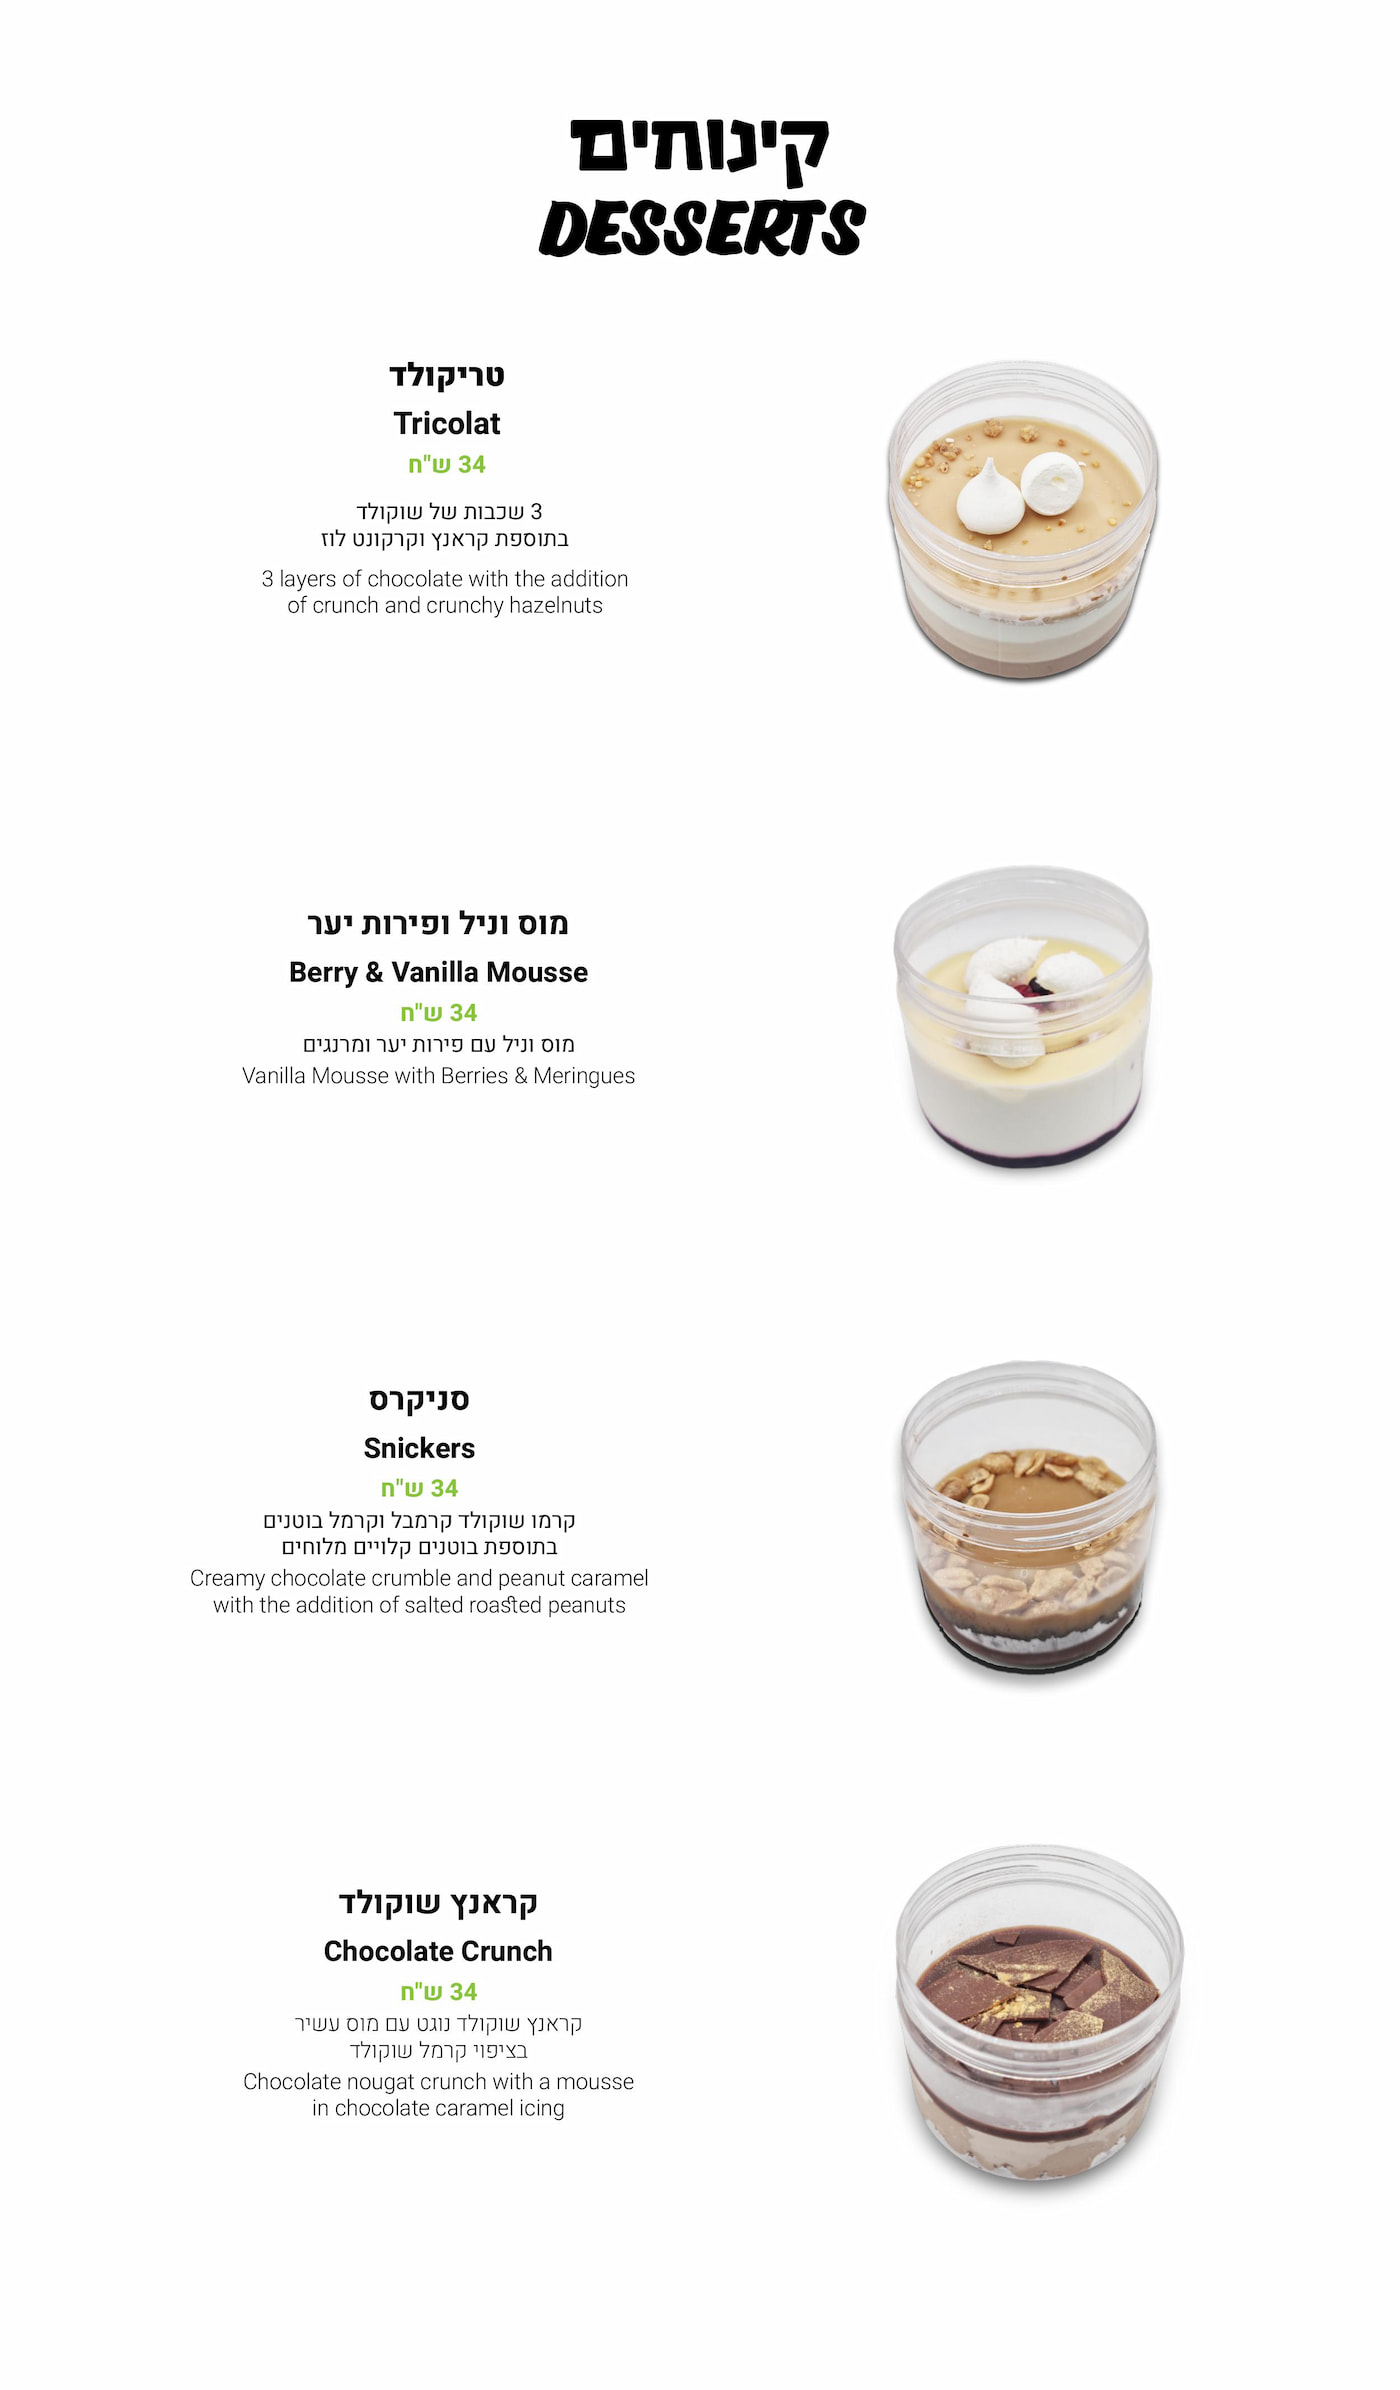 קינוחים
DESSERTS
טריקולד
Tricolat
34 ש"ח
3 שכבות של שוקולד
בתוספת קראנץ וקרקונט לוז
3 layers of chocolate with the addition
of crunch and crunchy hazelnuts
מוס וניל ופירות יער
Berry & Vanilla Mousse
34 ש"ח
מוס וניל עם פירות יער ומרנגים
Vanilla Mousse with Berries & Meringues
סניקרס
Snickers
34 ש"ח
קרמו שוקולד קרמבל וקרמל בוטנים
בתוספת בוטנים קלויים מלוחים
Creamy chocolate crumble and peanut caramel
with the addition of salted roasted peanuts
קראנץ שוקולד
Chocolate Crunch
34 ש"ח
קראנץ שוקולד נוגט עם מוס עשיר
בציפוי קרמל שוקולד
Chocolate nougat crunch with a mousse
in chocolate caramel icing